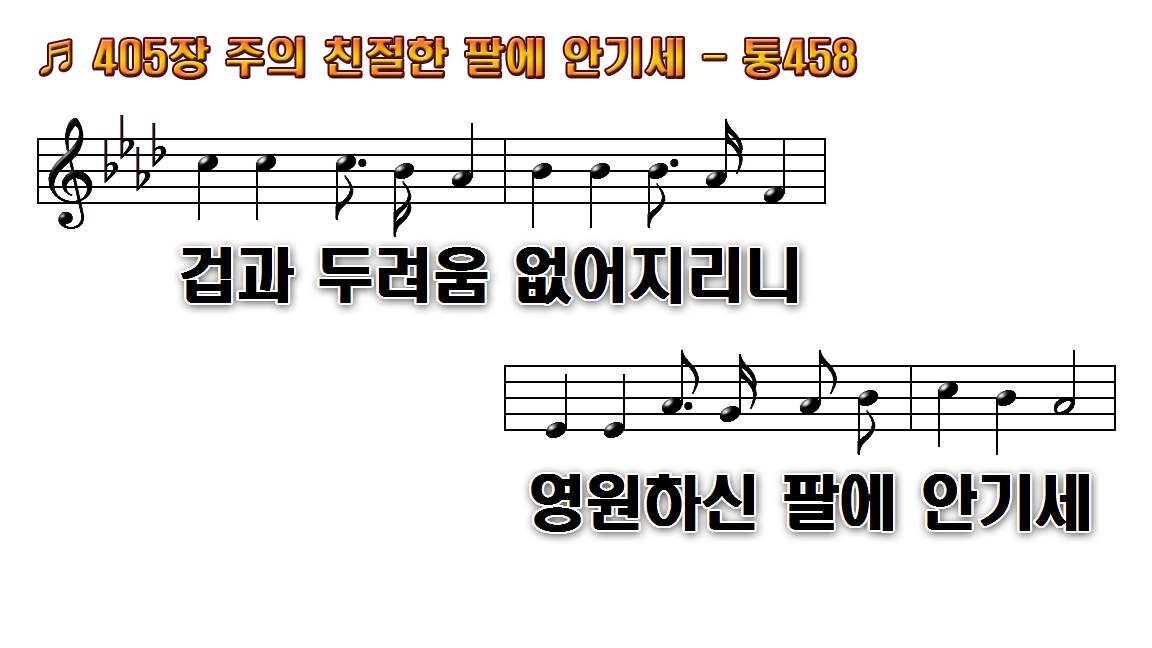 ♬ 405장 주의 친절한 팔에 안기세 - 통458
겁과 두려움 없어지리니
영원하신 팔에 안기세